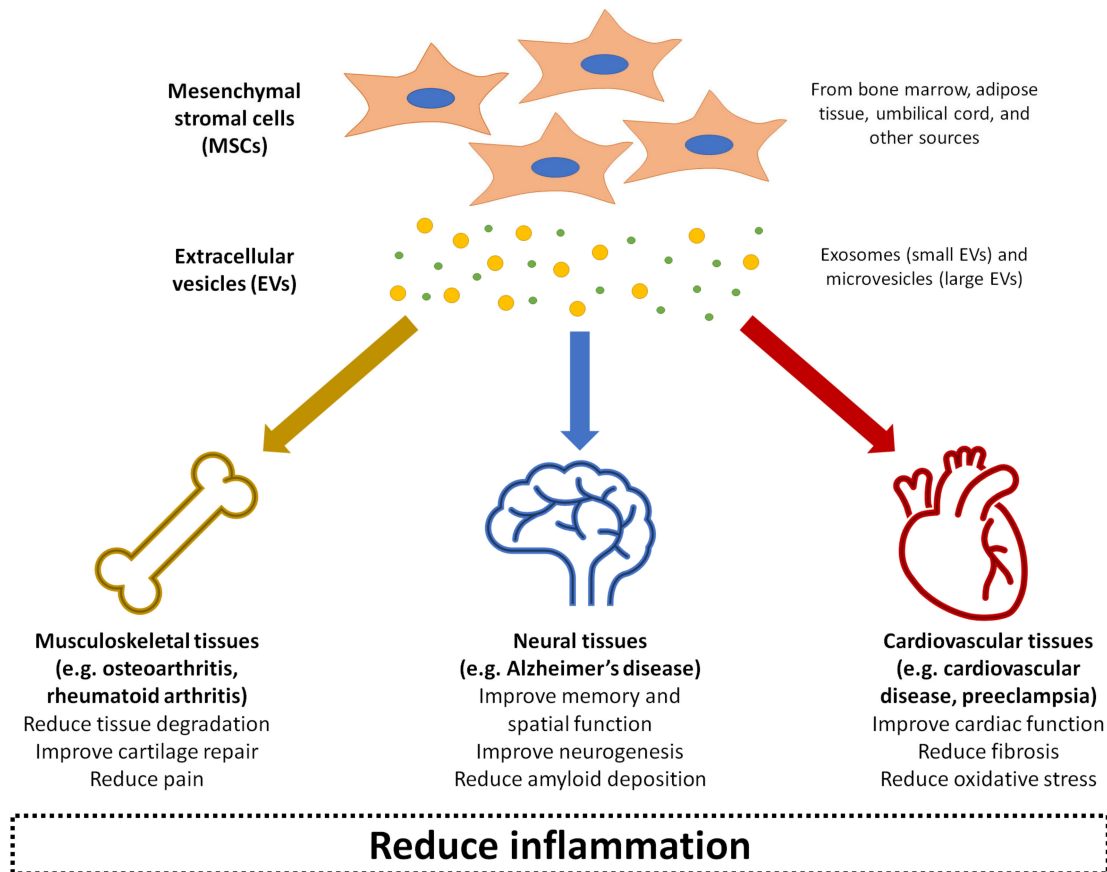 Mesenchymal
stromal cells
(MSCs)
From bone marrow, adipose
tissue, umbilical cord, and
other sources
Extracellular
vesicles (EVs)
Exosomes (small EVs) and
microvesicles (large EVs)
Musculoskeletal tissues
(e.g. osteoarthritis,
rheumatoid arthritis)
Reduce tissue degradation
Improve cartilage repair
Reduce pain
Neural tissues
(e.g. Alzheimer’s disease)
Improve memory and
spatial function
Improve neurogenesis
Reduce amyloid deposition
Cardiovascular tissues
(e.g. cardiovascular
disease, preeclampsia)
Improve cardiac function
Reduce fibrosis
Reduce oxidative stress
Reduce inflammation